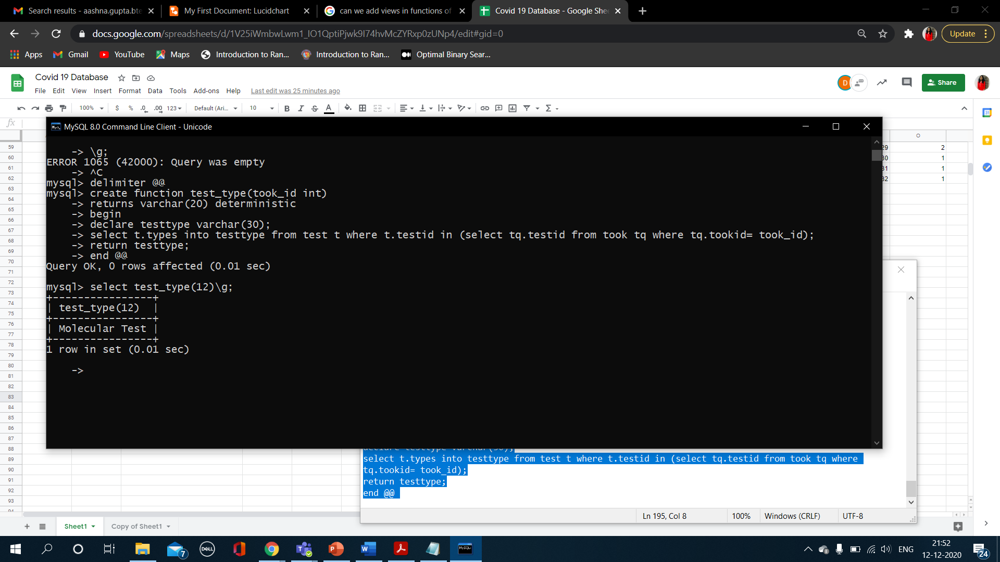 Search results - aashna.gupta.bte
My First Document: Lucidchart
can we add views in functions of
Covid 19 Database - Google She
docs.google.com/spreadsheets/d/1V25iWmbwLwm1_IO1QptiPjwk9I74hvMcZYRxp0zUNp4/edit#gid=0
Update
Apps
Gmail
YouTube
Maps
Introduction to Ran...
Introduction to Ran...
Optimal Binary Sear...
Covid 19 Database
D
Share
File Edit View Insert Format Data Tools Add-ons Help Last edit was 25 minutes ago
100% $ % .0 .00 123 Default (Ari... 10 B I S A
fx
MySQL 8.0 Command Line Client - Unicode
O
59
60
61
62
63
64
65
66
67
68
69
70
71
72
73
74
75
76
77
78
79
80
81
82
83
84
85
86
87
88
89
90
91
92
93
29 2
30 1
31 1
32 1
-> \g;
ERROR 1065 (42000): Query was empty
-> ^C
mysql> delimiter @@
mysql> create function test_type(took_id int)
-> returns varchar(20) deterministic
-> begin
-> declare testtype varchar(30);
-> select t.types into testtype from test t where t.testid in (select tq.testid from took tq where tq.tookid= took_id);
-> return testtype;
-> end @@
Query OK, 0 rows affected (0.01 sec)
mysql> select test_type(12)\g;
+----------------+
| test_type(12)  |
+----------------+
| Molecular Test |
+----------------+
1 row in set (0.01 sec)
->
select t.types into testtype from test t where t.testid in (select tq.testid from took tq where
tq.tookid= took_id);
return testtype;
end @@
Ln 195, Col 8 100% Windows (CRLF) UTF-8
+ Sheet1 Copy of Sheet1
7
DELL
ENG
21:52
12-12-2020
24